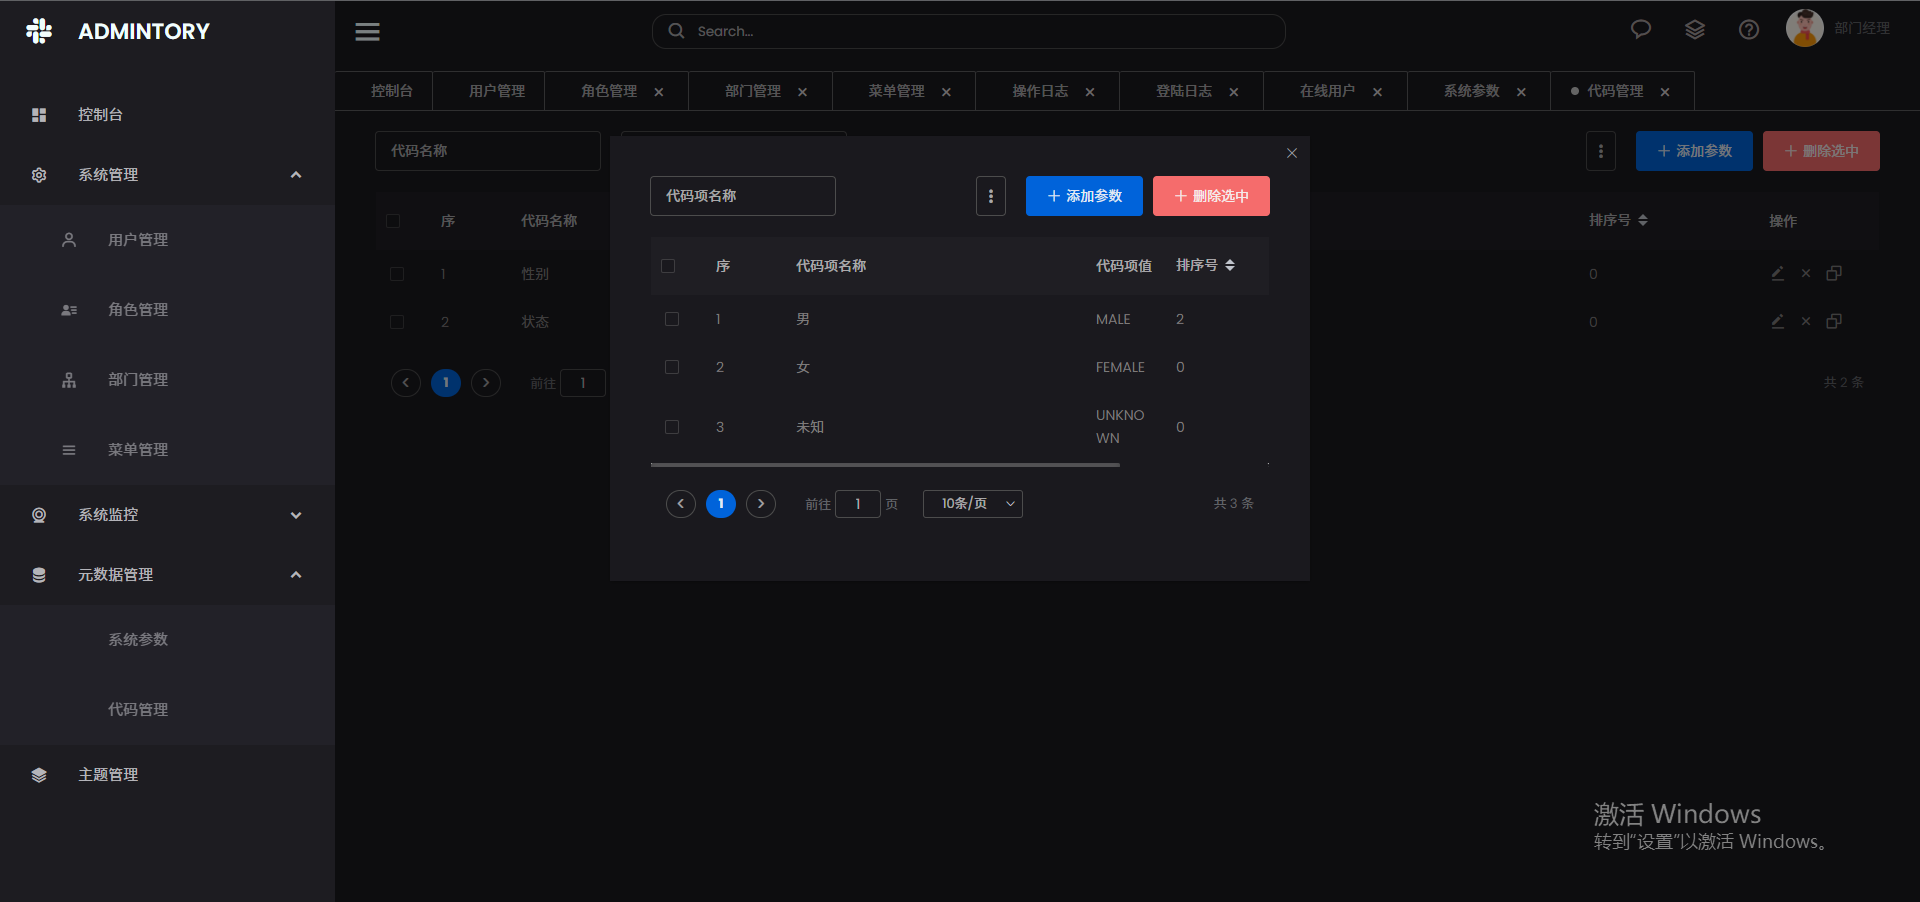 ADMINTORY
Search...
部门经理
控制台
用户管理
角色管理
部门管理
菜单管理
操作日志
登陆日志
在线用户
系统参数
代码管理
控制台
系统管理
用户管理
角色管理
部门管理
菜单管理
系统监控
元数据管理
系统参数
代码管理
主题管理
代码名称
添加参数 删除选中
序 代码名称 排序号 操作
1 性别 0
2 状态 0
1 前往 1
共 2 条
代码项名称
添加参数 删除选中
序 代码项名称 代码项值 排序号
1 男 MALE 2
2 女 FEMALE 0
3 未知 UNKNO
WN 0
1 前往 1 页 10条/页 共 3 条
激活 Windows
转到"设置"以激活 Windows。